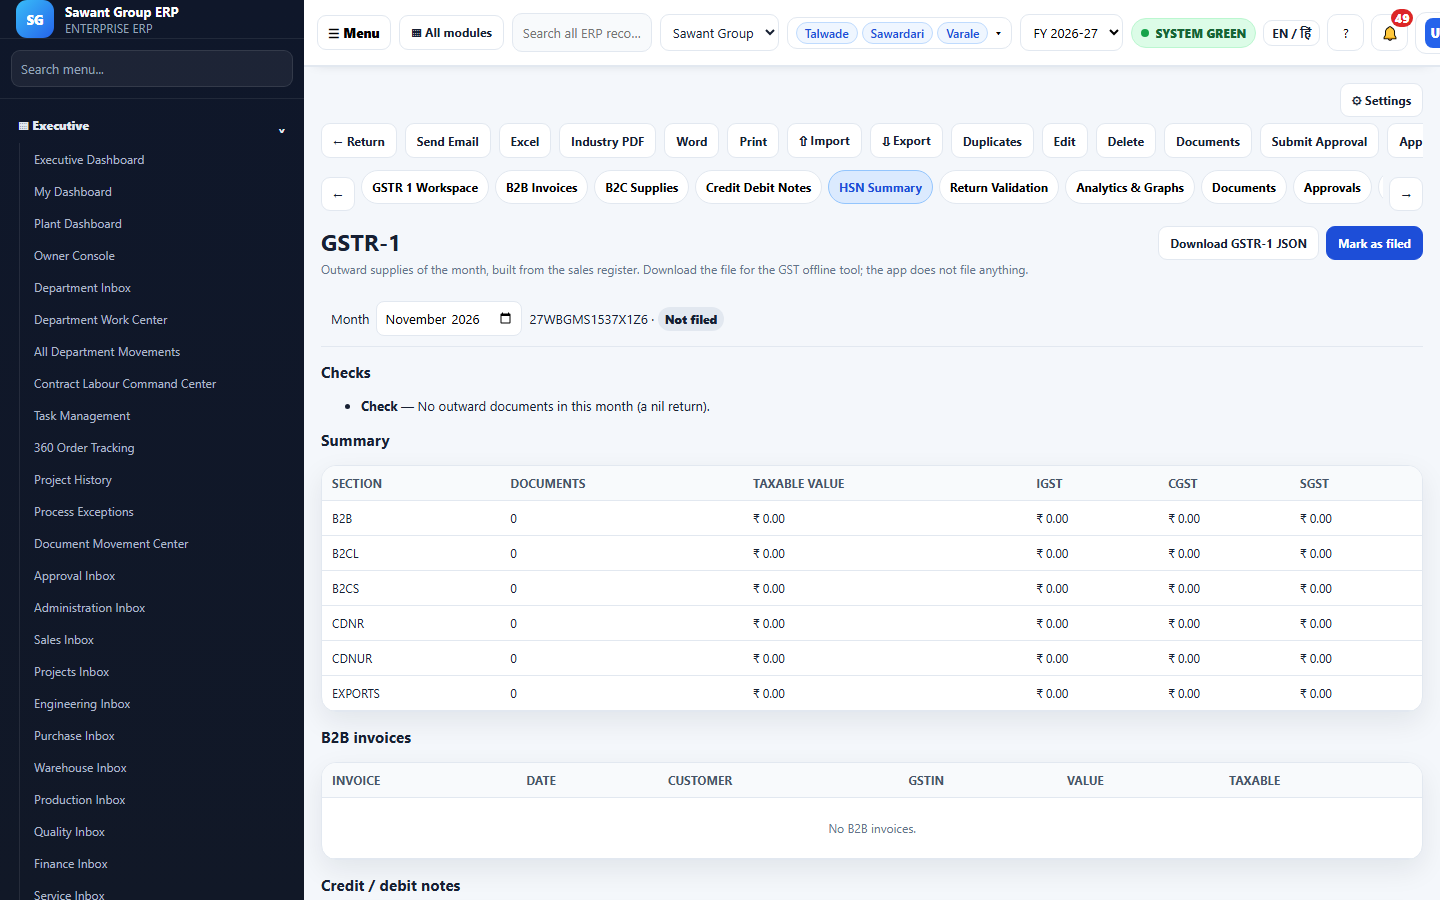 SG
Sawant Group ERP
ENTERPRISE ERP
☰ Menu
All modules
Search all ERP reco...
Sawant Group
Talwade
Sawardari
Varale
FY 2026-27
SYSTEM GREEN
EN / हिं
?
49
U
Search menu...
⚙ Settings
Executive
← Return
Send Email
Excel
Industry PDF
Word
Print
⇧ Import
⇩ Export
Duplicates
Edit
Delete
Documents
Submit Approval
App
Executive Dashboard
My Dashboard
Plant Dashboard
Owner Console
Department Inbox
Department Work Center
All Department Movements
Contract Labour Command Center
Task Management
360 Order Tracking
Project History
Process Exceptions
Document Movement Center
Approval Inbox
Administration Inbox
Sales Inbox
Projects Inbox
Engineering Inbox
Purchase Inbox
Warehouse Inbox
Production Inbox
Quality Inbox
Finance Inbox
Service Inbox
←
GSTR 1 Workspace
B2B Invoices
B2C Supplies
Credit Debit Notes
HSN Summary
Return Validation
Analytics & Graphs
Documents
Approvals
→
GSTR-1
Download GSTR-1 JSON
Mark as filed
Outward supplies of the month, built from the sales register. Download the file for the GST offline tool; the app does not file anything.
Month November 2026 27WBGMS1537X1Z6 · Not filed
Checks
• Check — No outward documents in this month (a nil return).
Summary
SECTION DOCUMENTS TAXABLE VALUE IGST CGST SGST
B2B 0 ₹ 0.00 ₹ 0.00 ₹ 0.00 ₹ 0.00
B2CL 0 ₹ 0.00 ₹ 0.00 ₹ 0.00 ₹ 0.00
B2CS 0 ₹ 0.00 ₹ 0.00 ₹ 0.00 ₹ 0.00
CDNR 0 ₹ 0.00 ₹ 0.00 ₹ 0.00 ₹ 0.00
CDNUR 0 ₹ 0.00 ₹ 0.00 ₹ 0.00 ₹ 0.00
EXPORTS 0 ₹ 0.00 ₹ 0.00 ₹ 0.00 ₹ 0.00
B2B invoices
INVOICE DATE CUSTOMER GSTIN VALUE TAXABLE
No B2B invoices.
Credit / debit notes